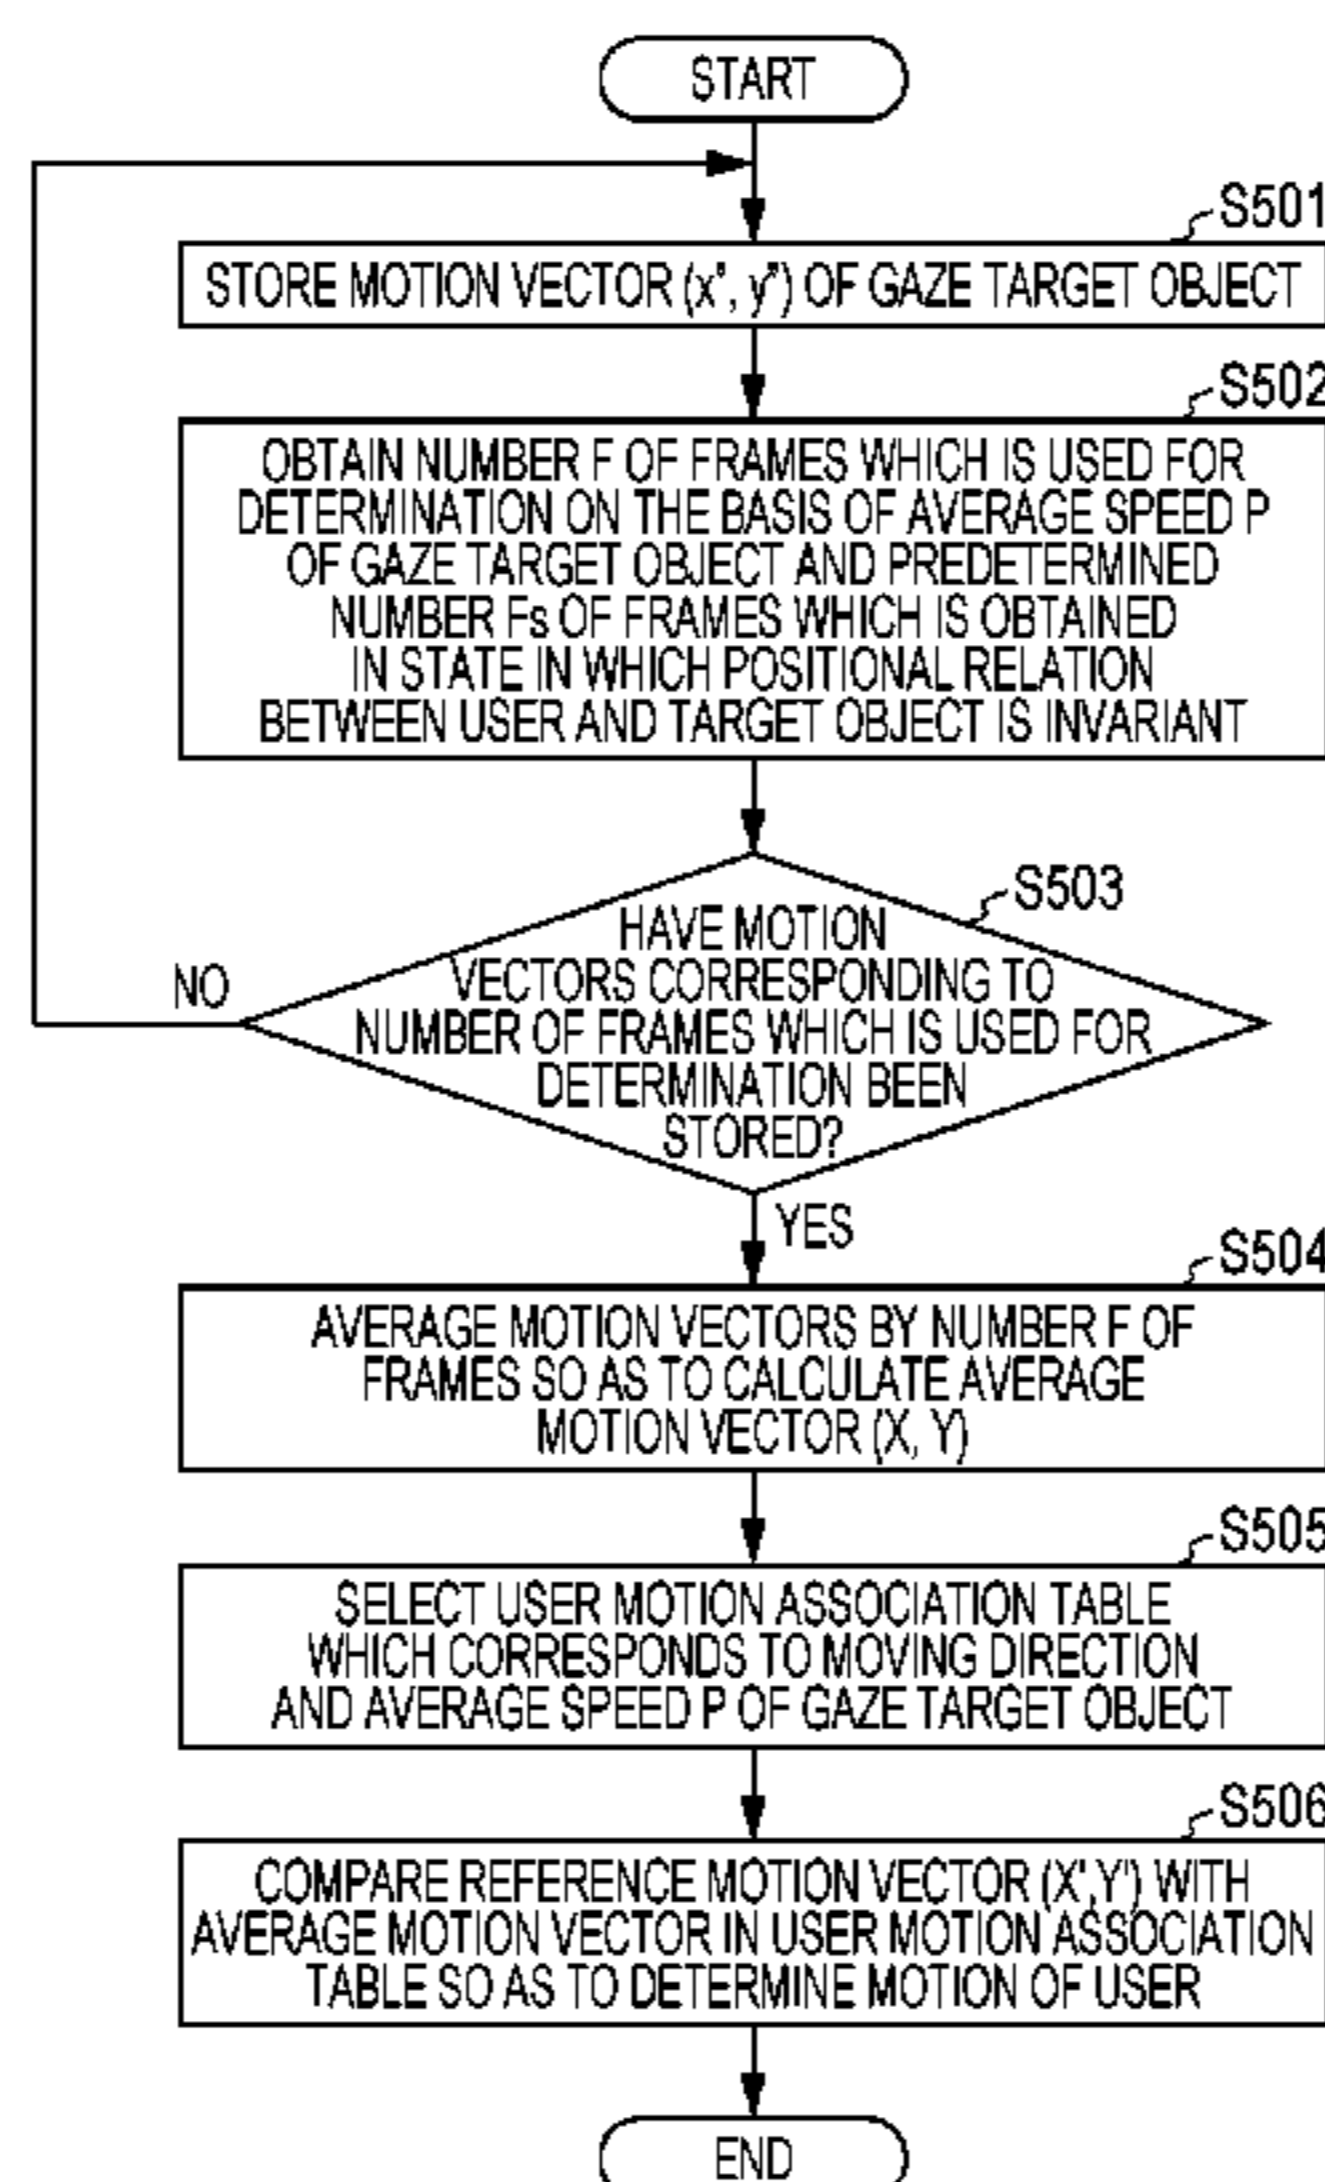 START
S501
STORE MOTION VECTOR (x", y") OF GAZE TARGET OBJECT
S502
OBTAIN NUMBER F OF FRAMES WHICH IS USED FOR
DETERMINATION ON THE BASIS OF AVERAGE SPEED P
OF GAZE TARGET OBJECT AND PREDETERMINED
NUMBER Fs OF FRAMES WHICH IS OBTAINED
IN STATE IN WHICH POSITIONAL RELATION
BETWEEN USER AND TARGET OBJECT IS INVARIANT
S503
HAVE MOTION
VECTORS CORRESPONDING TO
NUMBER OF FRAMES WHICH IS USED FOR
DETERMINATION BEEN
STORED?
NO
YES
S504
AVERAGE MOTION VECTORS BY NUMBER F OF
FRAMES SO AS TO CALCULATE AVERAGE
MOTION VECTOR (X, Y)
S505
SELECT USER MOTION ASSOCIATION TABLE
WHICH CORRESPONDS TO MOVING DIRECTION
AND AVERAGE SPEED P OF GAZE TARGET OBJECT
S506
COMPARE REFERENCE MOTION VECTOR (X',Y') WITH
AVERAGE MOTION VECTOR IN USER MOTION ASSOCIATION
TABLE SO AS TO DETERMINE MOTION OF USER
END